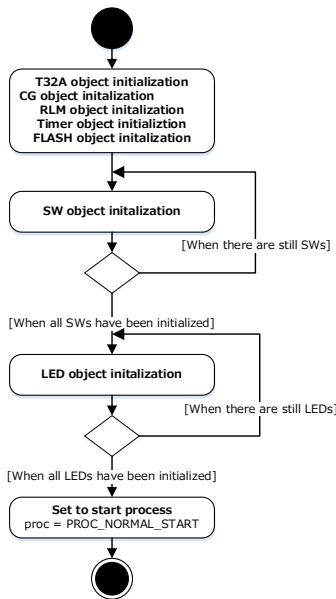 T32A object initialization
CG object initalization
RLM object initalization
Timer object initializtion
FLASH object initalization
SW object initalization
[When there are still SWs]
[When all SWs have been initialized]
LED object initalization
[When there are still LEDs]
[When all LEDs have been initialized]
Set to start process
proc = PROC_NORMAL_START